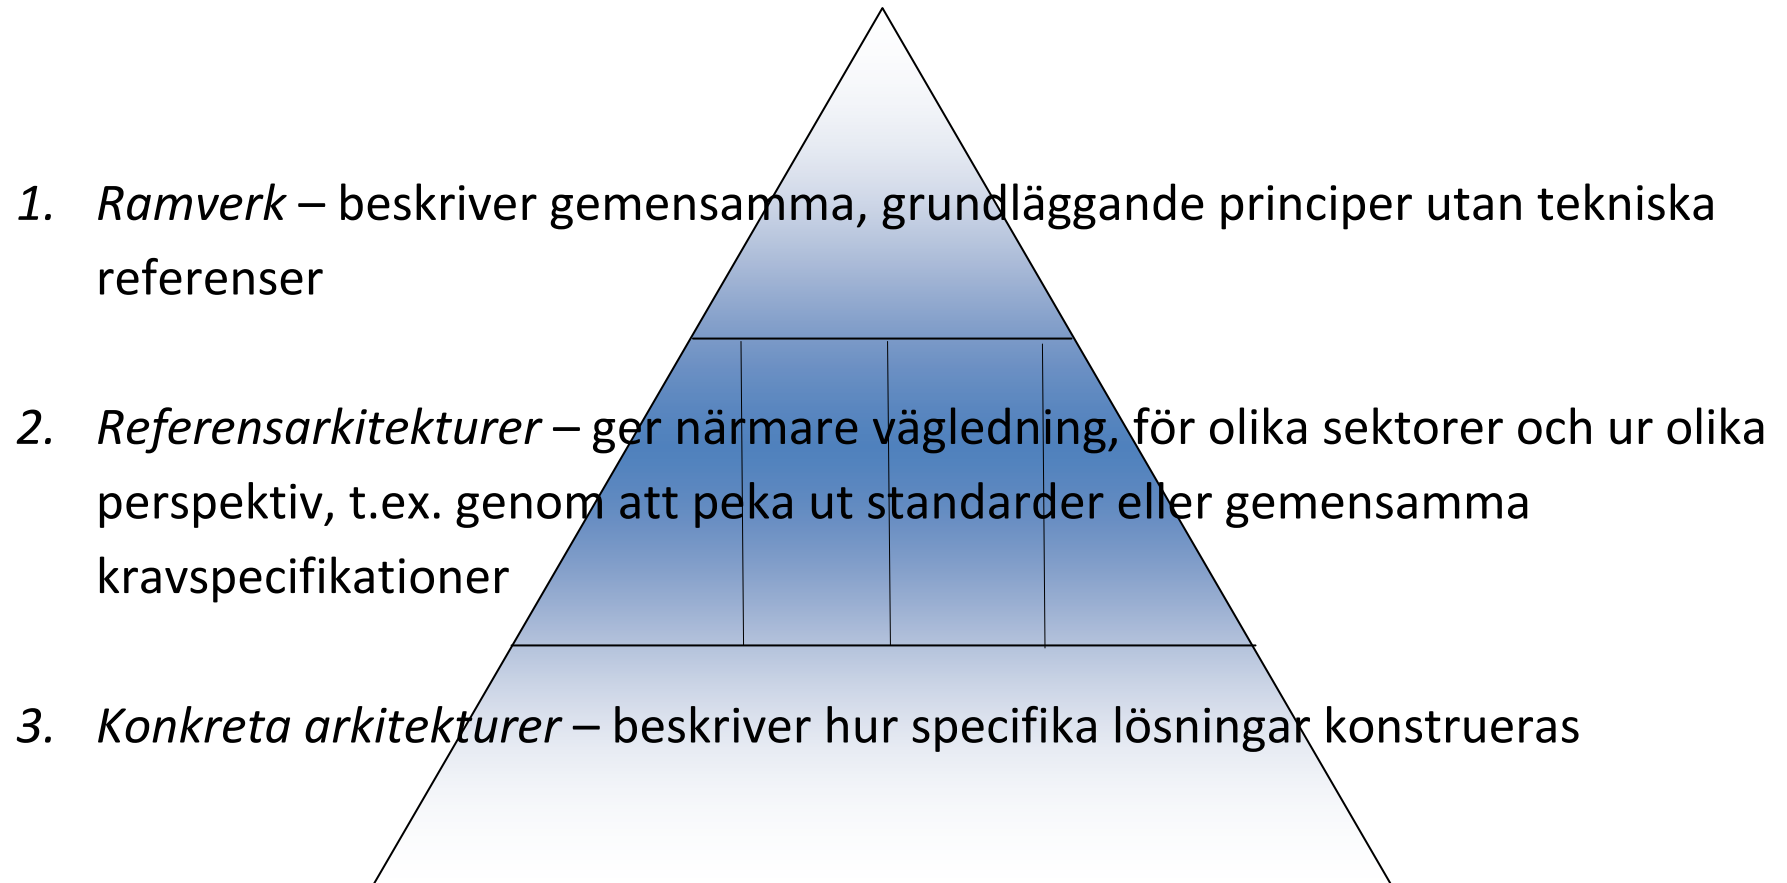 1. Ramverk – beskriver gemensamma, grundläggande principer utan tekniska
referenser
2. Referensarkitekturer – ger närmare vägledning, för olika sektorer och ur olika
perspektiv, t.ex. genom att peka ut standarder eller gemensamma
kravspecifikationer
3. Konkreta arkitekturer – beskriver hur specifika lösningar konstrueras